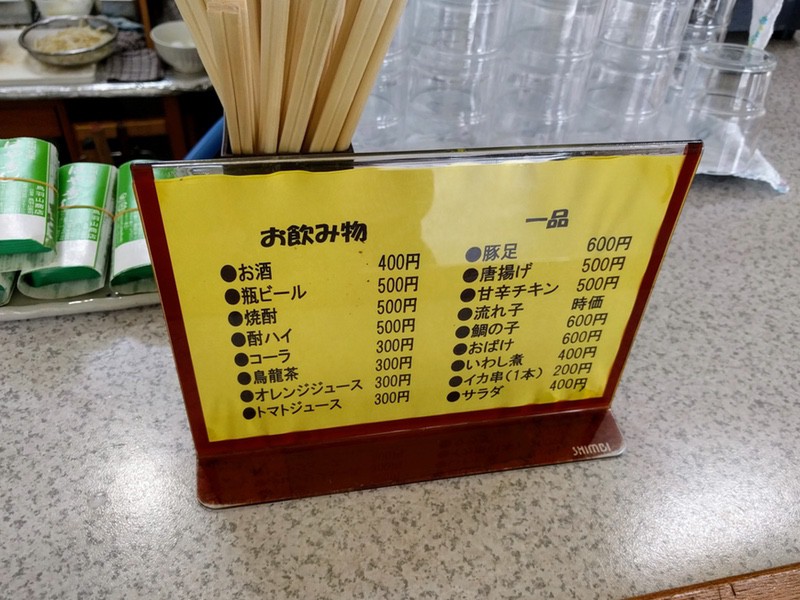 お飲み物
●お酒 400円
●瓶ビール 500円
●焼酎 500円
●酎ハイ 500円
●コーラ 300円
●烏龍茶 300円
●オレンジジュース 300円
●トマトジュース 300円
一品
●豚足 600円
●唐揚げ 500円
●甘辛チキン 500円
●流れ子 時価
●鯛の子 600円
●おばけ 600円
●いわし煮 400円
●イカ串(1本) 200円
●サラダ 400円
SHIMBI